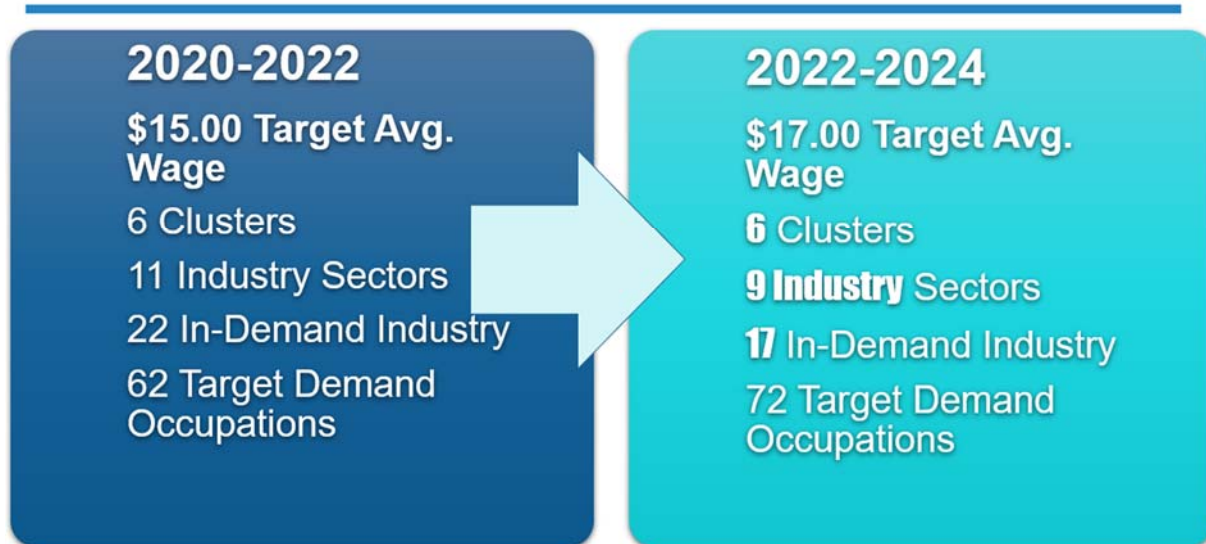 2020-2022
$15.00 Target Avg.
Wage
6 Clusters
11 Industry Sectors
22 In-Demand Industry
62 Target Demand
Occupations
2022-2024
$17.00 Target Avg.
Wage
6 Clusters
9 Industry Sectors
17 In-Demand Industry
72 Target Demand
Occupations